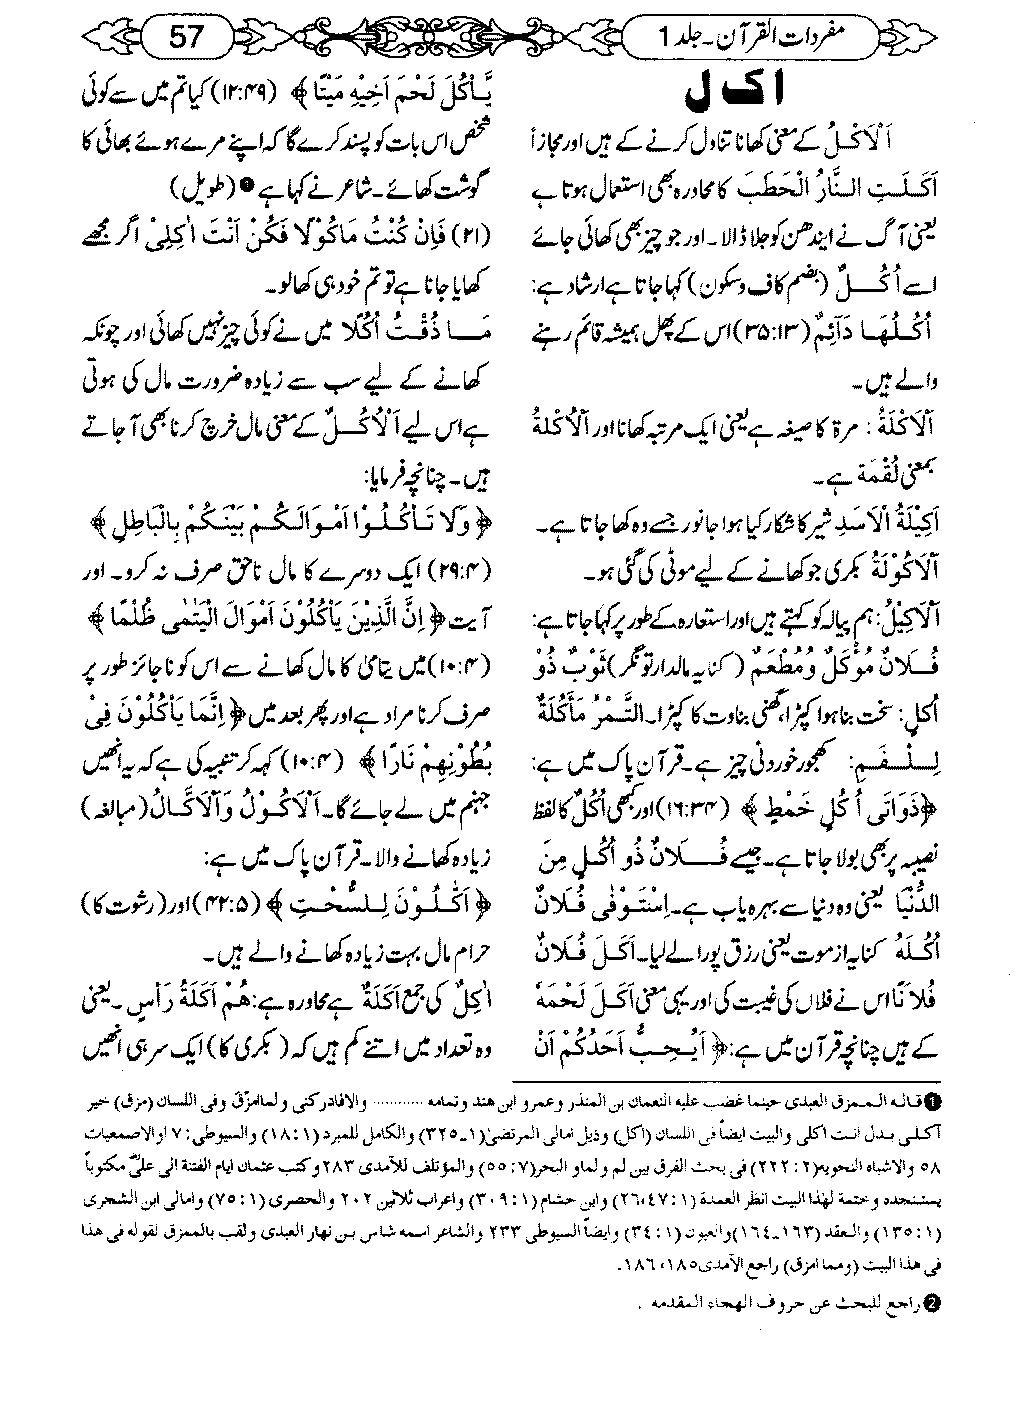 مفردات القرآن۔ جلد 1
57
ا ک ل
اَلْاَکْلُ کے معنی کھانا تناول کرنے کے ہیں اور مجازاً
اَکَلَتِ النَّارُ الْحَطَبَ کا محاورہ بھی استعمال ہوتا ہے
یعنی آگ نے ایندھن کو جلا ڈالا۔ اور جو چیز بھی کھائی جائے
اسے اُکُلٌ (بضم کاف و سکون) کہا جاتا ہے ارشاد ہے:
اُکُلُهَا دَآئِمٌ (۱۳:۳۵) اس کے پھل ہمیشہ قائم رہنے
والے ہیں۔
اَلْاَکْلَةُ: مرة کا صیغہ ہے یعنی ایک مرتبہ کھانا اور اَلْاُکْلَةُ
بمعنی لُقْمَة ہے۔
اَکِیْلَةُ الْاَسَدِ شیر کا شکار کیا ہوا جانور جسے وہ کھا جاتا ہے۔
اَلْاَکُوْلَةُ بکری جو کھانے کے لیے موٹی کی گئی ہو۔
اَلْاَکِیْلُ: ہم پیالہ کو کہتے ہیں اور استعارہ کے طور پر کہا جاتا ہے:
فُلَانٌ مُؤْکَلٌ وَمُطْعَمٌ (کنایہ مالدار تونگر) ثَوْبٌ ذُوْ
اُکُلٍ: سخت بنا ہوا کپڑا، گھنی بناوٹ کا کپڑا۔ التَّمْرُ مَأْکَلَةٌ
لِلْفَمِ: کھجور خوردنی چیز ہے۔ قرآن پاک میں ہے:
﴿ذَوَاتَیْ اُکُلٍ خَمْطٍ﴾ (۳۴:۱۶) اور کبھی اُکُلٌ کا لفظ
نصیبہ پر بھی بولا جاتا ہے۔ جیسے فُلَانٌ ذُو اُکُلٍ مِنَ
الدُّنْیَا یعنی وہ دنیا سے بہرہ یاب ہے۔ اِسْتَوْفٰی فُلَانٌ
اُکُلَهٗ کنایہ از موت یعنی رزق پورا لے لیا۔ اَکَلَ فُلَانٌ
فُلَانًا اس نے فلاں کی غیبت کی اور یہی معنی اَکَلَ لَحْمَهٗ
کے ہیں چنانچہ قرآن میں ہے: ﴿اَیُحِبُّ اَحَدُکُمْ اَنْ
یَّاْکُلَ لَحْمَ اَخِیْهِ مَیْتًا﴾ (۴۹:۱۲) کیا تم میں سے کوئی
شخص اس بات کو پسند کرے گا کہ اپنے مرے ہوئے بھائی کا
گوشت کھائے۔ شاعر نے کہا ہے ❶ (طویل)
(۲۱) فَاِنْ کُنْتُ مَاکُوْلًا فَکُنْ اَنْتَ اٰکِلِیْ اگر مجھے
کھایا جانا ہے تو تم خود ہی کھا لو۔
مَا ذُقْتُ اُکُلًا میں نے کوئی چیز نہیں کھائی اور چونکہ
کھانے کے لیے سب سے زیادہ ضرورت مال کی ہوتی
ہے اس لیے اَلْاُکُلُ کے معنی مال خرچ کرنا بھی آ جاتے
ہیں۔ چنانچہ فرمایا:
﴿وَلَا تَاْکُلُوْا اَمْوَالَکُمْ بَیْنَکُمْ بِالْبَاطِلِ﴾
(۴:۲۹) ایک دوسرے کا مال ناحق صرف نہ کرو۔ اور
آیت ﴿اِنَّ الَّذِیْنَ یَاْکُلُوْنَ اَمْوَالَ الْیَتٰمٰی ظُلْمًا﴾
(۴:۱۰) میں یتامیٰ کا مال کھانے سے اس کو ناجائز طور پر
صرف کرنا مراد ہے اور پھر بعد میں ﴿اِنَّمَا یَاْکُلُوْنَ فِیْ
بُطُوْنِهِمْ نَارًا﴾ (۴:۱۰) کہہ کر تنبیہ کی ہے کہ یہ انھیں
جہنم میں لے جائے گا۔ اَلْاَکُوْلُ وَالْاَکَّالُ (مبالغہ)
زیادہ کھانے والا۔ قرآن پاک میں ہے:
﴿اَکّٰلُوْنَ لِلسُّحْتِ﴾ (۵:۴۲) اور (رشوت کا)
حرام مال بہت زیادہ کھانے والے ہیں۔
اٰکِلٌ کی جمع اَکَلَةٌ ہے محاورہ ہے: هُمْ اَکَلَةُ رَأْسٍ۔ یعنی
وہ تعداد میں اتنے کم ہیں کہ (بکری کا) ایک سر ہی انھیں
❶ قاله الممزق العبدی حینما غضب علیه النعمان بن المنذر وعمرو ابن هند وتمامه ............ والا فادرکنی ولما امزق وفی اللسان (مزق) خیر
آکلی بدل انت اکلی والبیت ایضاً فی اللسان (اکل) وذیل امالی المرتضی (۱۔۳۲۵) والکامل للمبرد (۱:۱۸) والسیوطی: ۷ او الاصمعیات
۵۸ والاشباه النحویة (۲:۲۲۲) فی بحث الفرق بین لم ولما و البحر (۷:۵۵) والمؤتلف للآمدی ۲۸۳ وکتب عثمان ایام الفتنة الی علیؓ مکتوباً
یستنجده وختمة لهذا البیت انظر العمدة (۱:۲۶،۴۷) وابن حشام (۱:۳۰۹) واعراب ثلاثین ۲۰۲ والحصری (۱:۷۵) وامالی ابن الشجری
(۱:۱۳۵) والعقد (۱۶۳۔۱۶۴) والعیون (۱:۳۴) وایضاً السیوطی ۲۳۳ والشاعر اسمه شاس بن نهار العبدی ولقب بالممزق لقوله فی هذا
فی هذا البیت (ومما امزق) راجع الآمدی ۱۸۵، ۱۸۶۔
❷ راجع للبحث عن حروف الهجاء المقدمه .